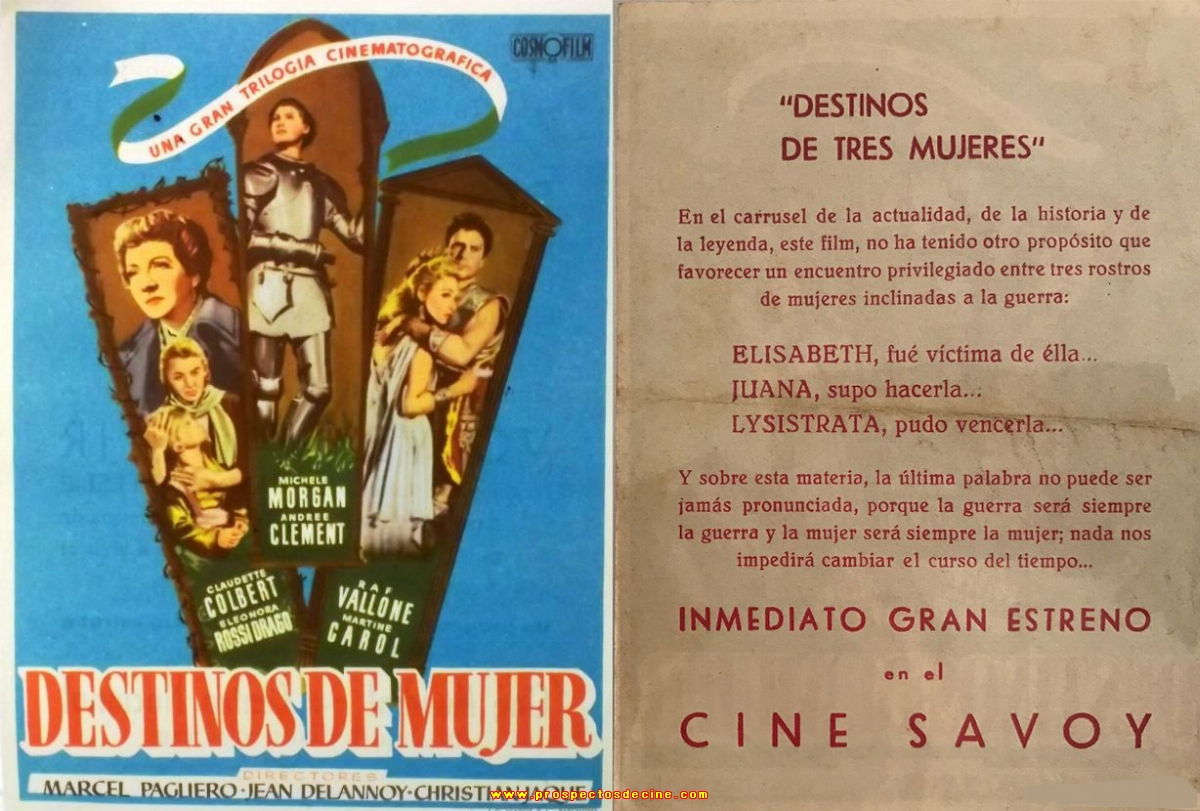 UNA GRAN TRILOGIA CINEMATOGRAFICA
COSMOFILM
MICHELE
MORGAN
ANDREE
CLEMENT
CLAUDETTE
COLBERT
ELEONORA
ROSSI DRAGO
RAF
VALLONE
MARTINE
CAROL
DESTINOS DE MUJER
DIRECTORES:
MARCEL PAGLIERO·JEAN DELANNOY·
"DESTINOS
DE TRES MUJERES"
En el carrusel de la actualidad, de la historia y de
la leyenda, este film, no ha tenido otro propósito que
favorecer un encuentro privilegiado entre tres rostros
de mujeres inclinadas a la guerra:
ELISABETH, fué víctima de élla...
JUANA, supo hacerla...
LYSISTRATA, pudo vencerla...
Y sobre esta materia, la última palabra no puede ser
jamás pronunciada, porque la guerra será siempre
la guerra y la mujer será siempre la mujer; nada nos
impedirá cambiar el curso del tiempo...
INMEDIATO GRAN ESTRENO
en el
CINE SAVOY
www.prospectosdecine.com